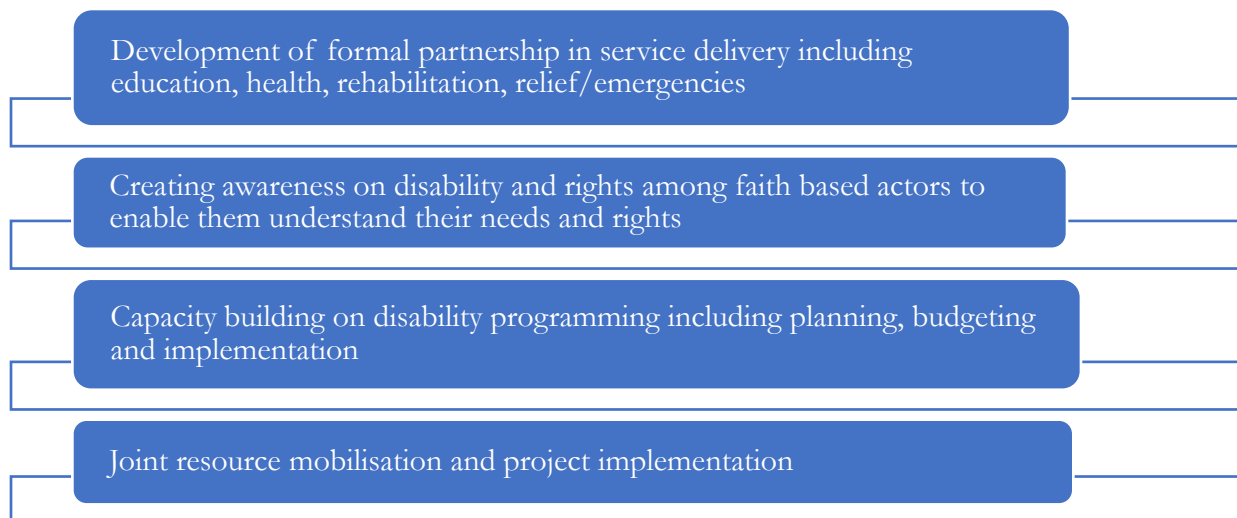 Development of formal partnership in service delivery including
education, health, rehabilitation, relief/emergencies
Creating awareness on disability and rights among faith based actors to
enable them understand their needs and rights
Capacity building on disability programming including planning, budgeting
and implementation
Joint resource mobilisation and project implementation